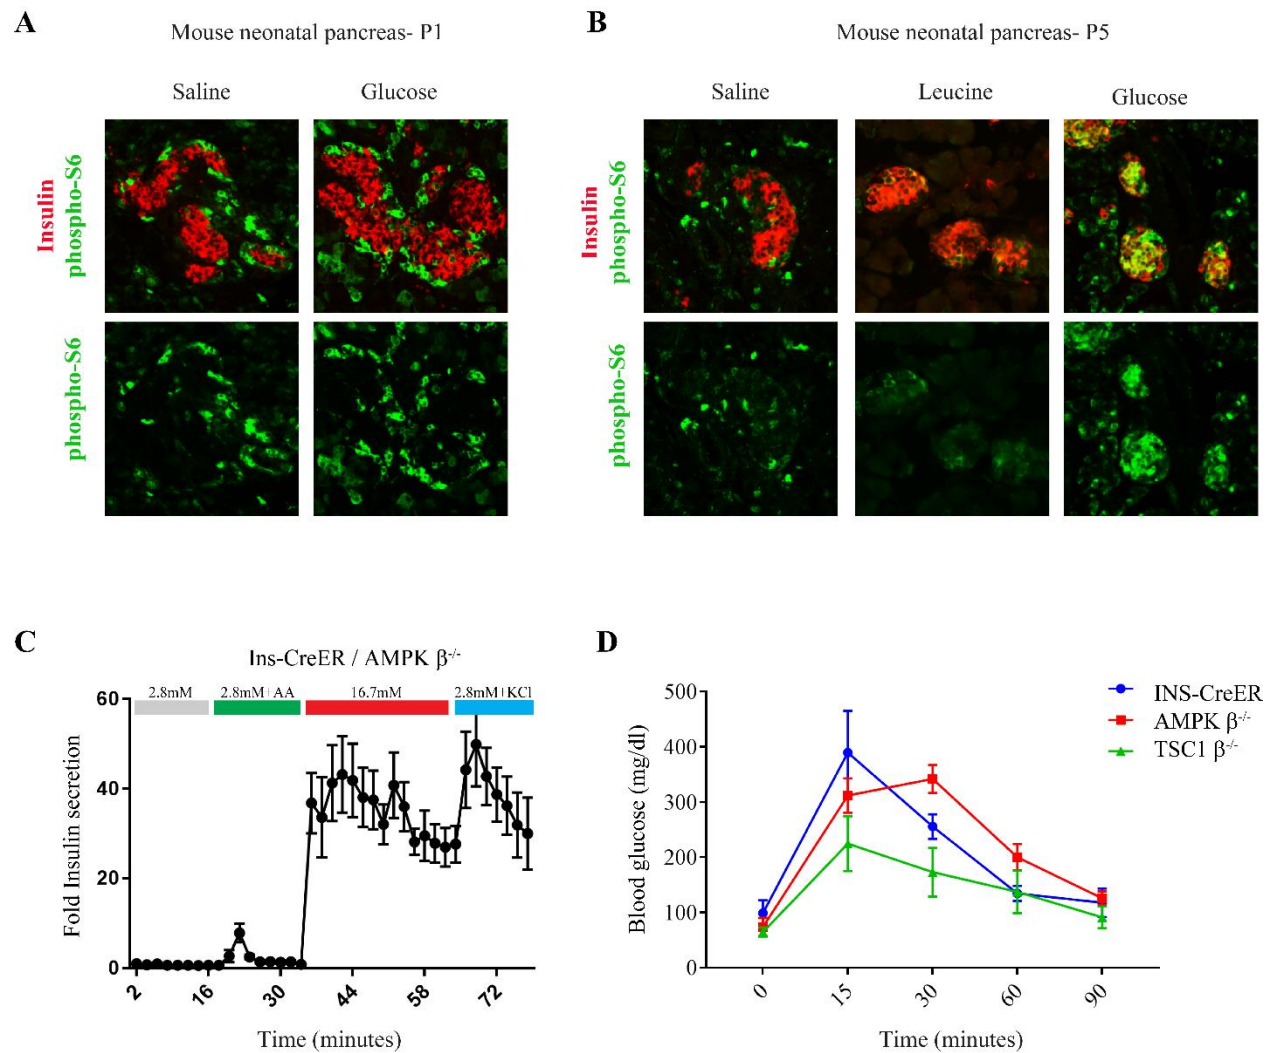 A
Mouse neonatal pancreas- P1
Saline
Glucose
Insulin
phospho-S6
phospho-S6
B
Mouse neonatal pancreas- P5
Saline
Leucine
Glucose
Insulin
phospho-S6
phospho-S6
C
Ins-CreER / AMPK β-/-
2.8mM
2.8mM+AA
16.7mM
2.8mM+KCl
Fold Insulin secretion
60
40
20
0
2
16
30
44
58
72
Time (minutes)
D
INS-CreER
AMPK β-/-
TSC1 β-/-
Blood glucose (mg/dl)
500
400
300
200
100
0
0
15
30
60
90
Time (minutes)